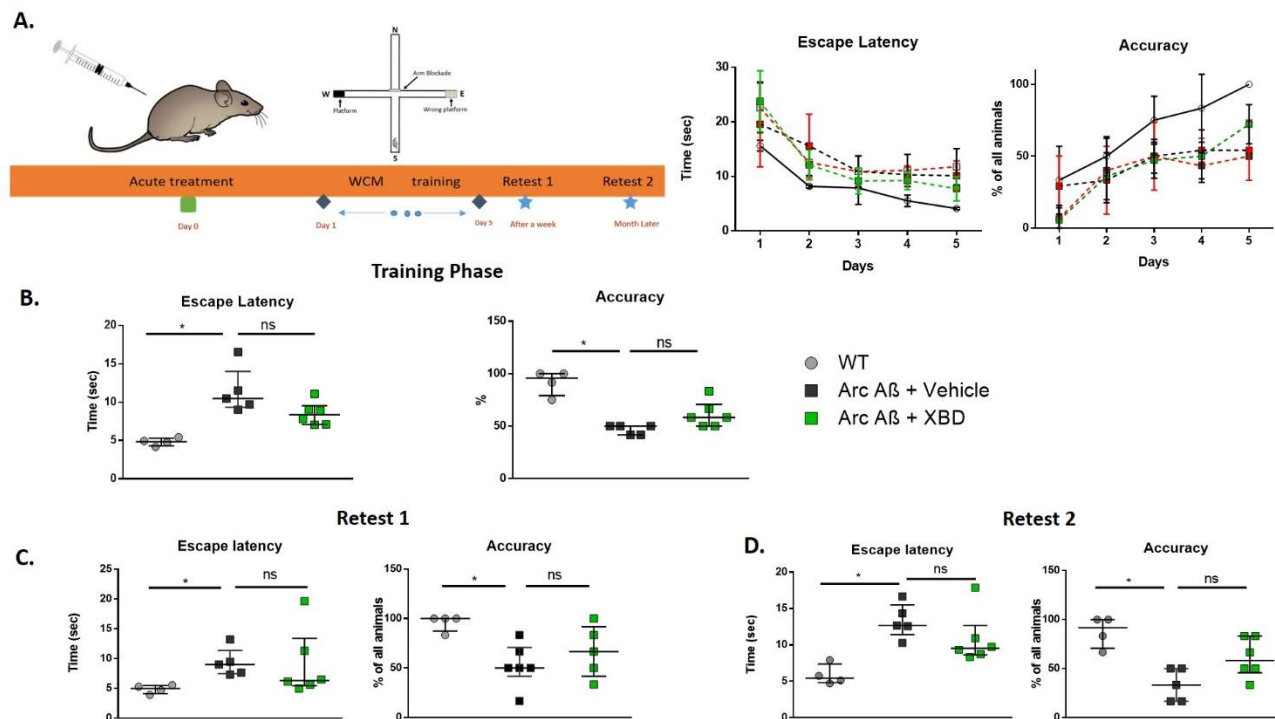 A.
N
Arm Blockade
W
E
Platform
Wrong platform
S
Acute treatment
WCM training
Retest 1
Retest 2
Day 0
Day 1
Day 5
After a week
Month Later
Escape Latency
Time (sec)
30
20
10
0
1 2 3 4 5
Days
Accuracy
% of all animals
100
50
0
1 2 3 4 5
Days
Training Phase
B.
Escape Latency
Time (sec)
20
15
10
5
0
* ns
Accuracy
%
150
100
50
0
* ns
WT
Arc Aß + Vehicle
Arc Aß + XBD
Retest 1
C.
Escape latency
Time (sec)
25
20
15
10
5
0
* ns
Accuracy
% of all animals
150
100
50
0
* ns
Retest 2
D.
Escape latency
Time (sec)
20
15
10
5
0
* ns
Accuracy
% of all animals
150
100
50
0
* ns